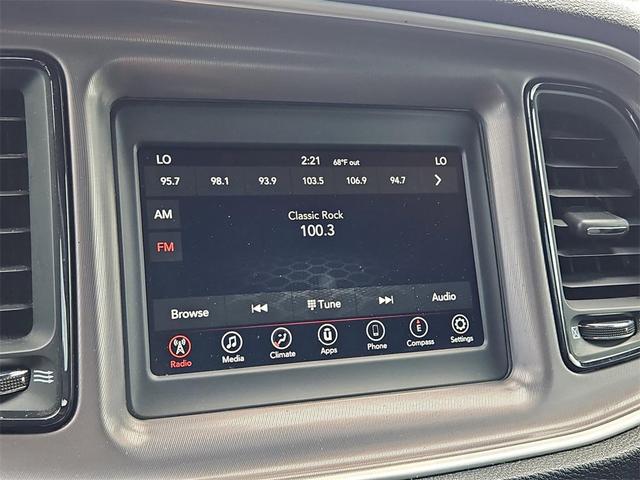 LO 2:21 68°F out LO
95.7 98.1 93.9 103.5 106.9 94.7
AM
Classic Rock
100.3
FM
Browse Tune Audio
Radio Media Climate Apps Phone Compass Settings
E